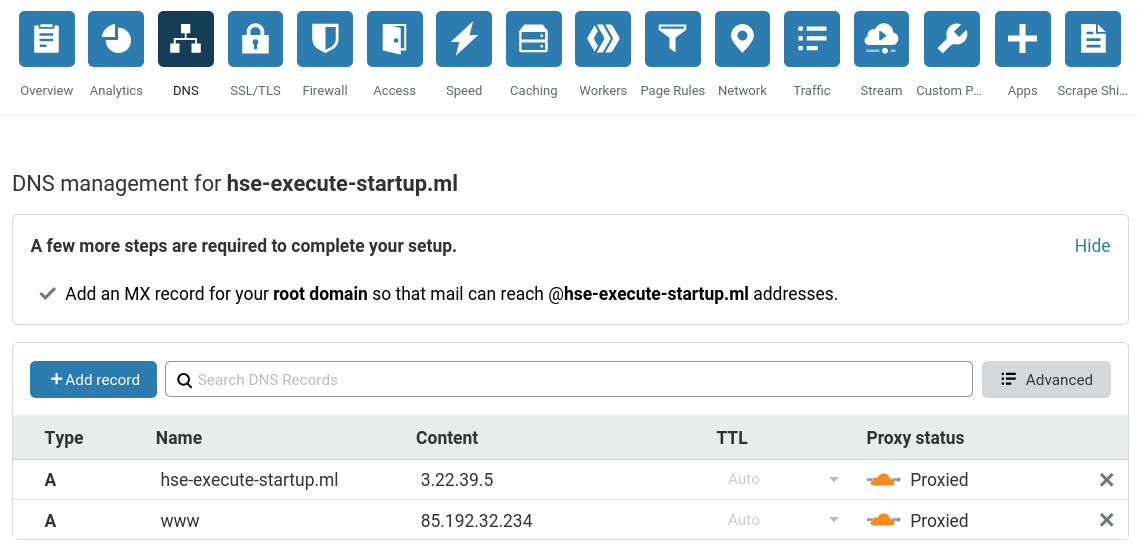 Overview Analytics DNS SSL/TLS Firewall Access Speed Caching Workers Page Rules Network Traffic Stream Custom P... Apps Scrape Shi...
DNS management for hse-execute-startup.ml
A few more steps are required to complete your setup. Hide
Add an MX record for your root domain so that mail can reach @hse-execute-startup.ml addresses.
+ Add record Search DNS Records Advanced
Type Name Content TTL Proxy status
A hse-execute-startup.ml 3.22.39.5 Auto Proxied
A www 85.192.32.234 Auto Proxied